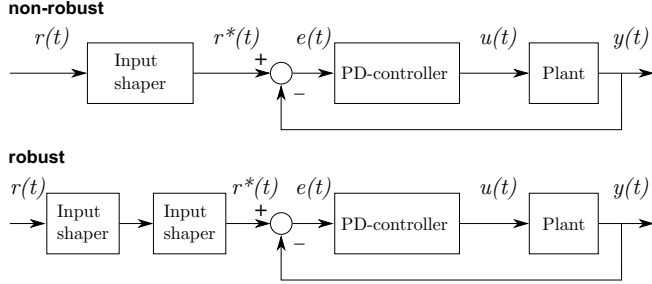 non-robust
r(t) r*(t) e(t) u(t) y(t)
Input
shaper
+
PD-controller
Plant
−
robust
r(t) r*(t) e(t) u(t) y(t)
Input
shaper
Input
shaper
+
PD-controller
Plant
−